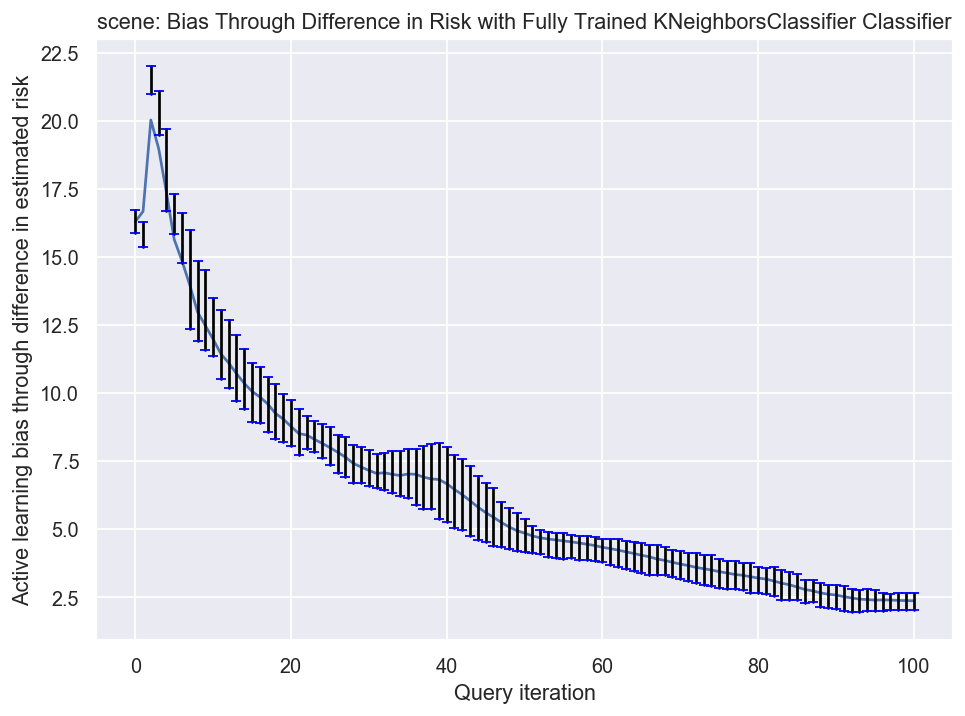 scene: Bias Through Difference in Risk with Fully Trained KNeighborsClassifier Classifier
Active learning bias through difference in estimated risk
22.5
20.0
17.5
15.0
12.5
10.0
7.5
5.0
2.5
0 20 40 60 80 100
Query iteration